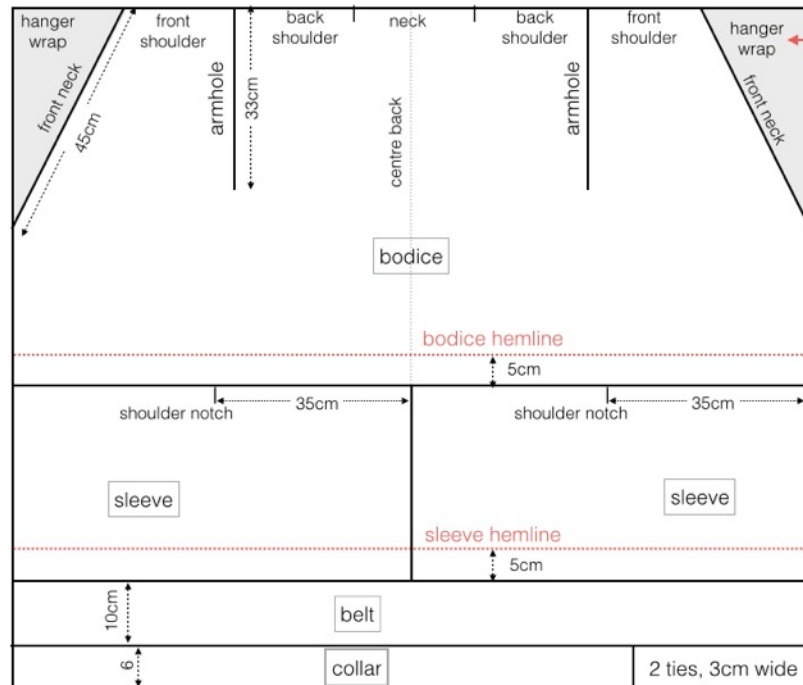 hanger
wrap
front
shoulder
back
shoulder
neck
back
shoulder
front
shoulder
hanger
wrap
front neck
45cm
armhole
33cm
centre back
armhole
front neck
bodice
bodice hemline
5cm
35cm
35cm
shoulder notch
shoulder notch
sleeve
sleeve
sleeve hemline
5cm
10cm
belt
6
collar
2 ties, 3cm wide